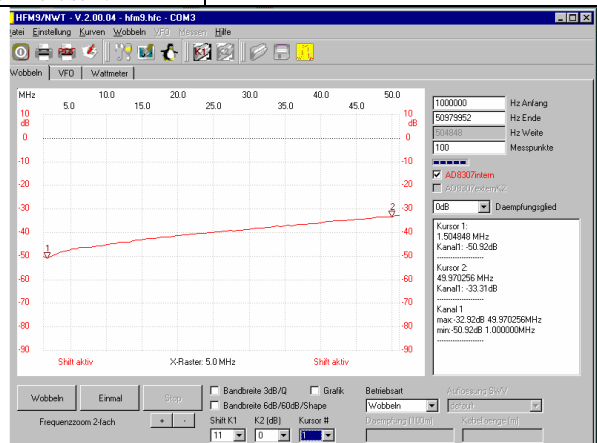 HFM9/NWT - V.2.00.04 - hfm9.hfc - COM3
Datei Einstellung Kurven Wobbeln VFO Messen Hilfe
Wobbeln VFO Wattmeter
MHz 10.0 20.0 30.0 40.0 50.0
5.0 15.0 25.0 35.0 45.0
10 10
dB dB
0 0
-10 -10
-20 -20
-30 -30
-40 -40
-50 -50
-60 -60
-70 -70
-80 -80
-90 -90
1
2
Shift aktiv X-Raster: 5.0 MHz Shift aktiv
1000000 Hz Anfang
50979952 Hz Ende
504848 Hz Weite
100 Messpunkte
AD8307intern
AD8307externK2
0dB Daempfungsglied
Kursor 1:
1.504848 MHz
Kanal1: -50.92dB
--------------------
Kursor 2:
49.970256 MHz
Kanal1: -33.31dB
--------------------
Kanal 1
max:-32.92dB 49.970256MHz
min:-50.92dB 1.000000MHz
--------------------
Wobbeln Einmal Stop
Frequenzzoom 2-fach + -
Bandbreite 3dB/Q Grafik
Bandbreite 6dB/60dB/Shape
Shift K1 K2 (dB) Kursor #
11 0 1
Betriebsart Aufloesung SWV
Wobbeln default
Daempfung (100m) Kabellaenge (m)